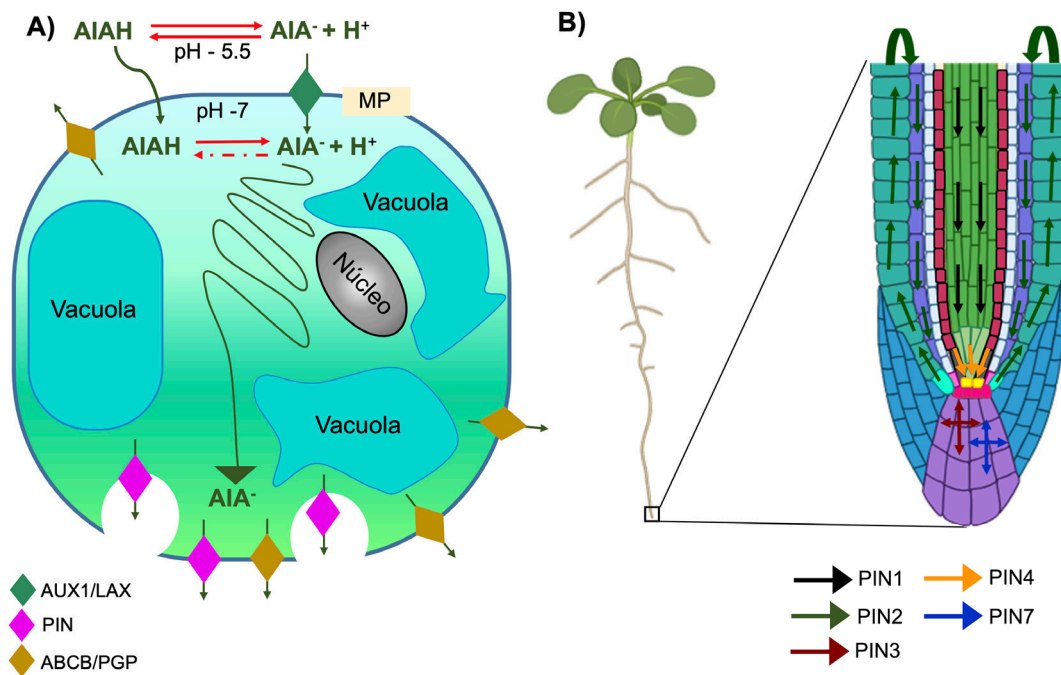 A)
AIAH AIA- + H+
pH - 5.5
MP
pH -7
AIAH AIA- + H+
Vacuola
Núcleo
Vacuola
Vacuola
AIA-
AUX1/LAX
PIN
ABCB/PGP
B)
PIN1 PIN4
PIN2 PIN7
PIN3